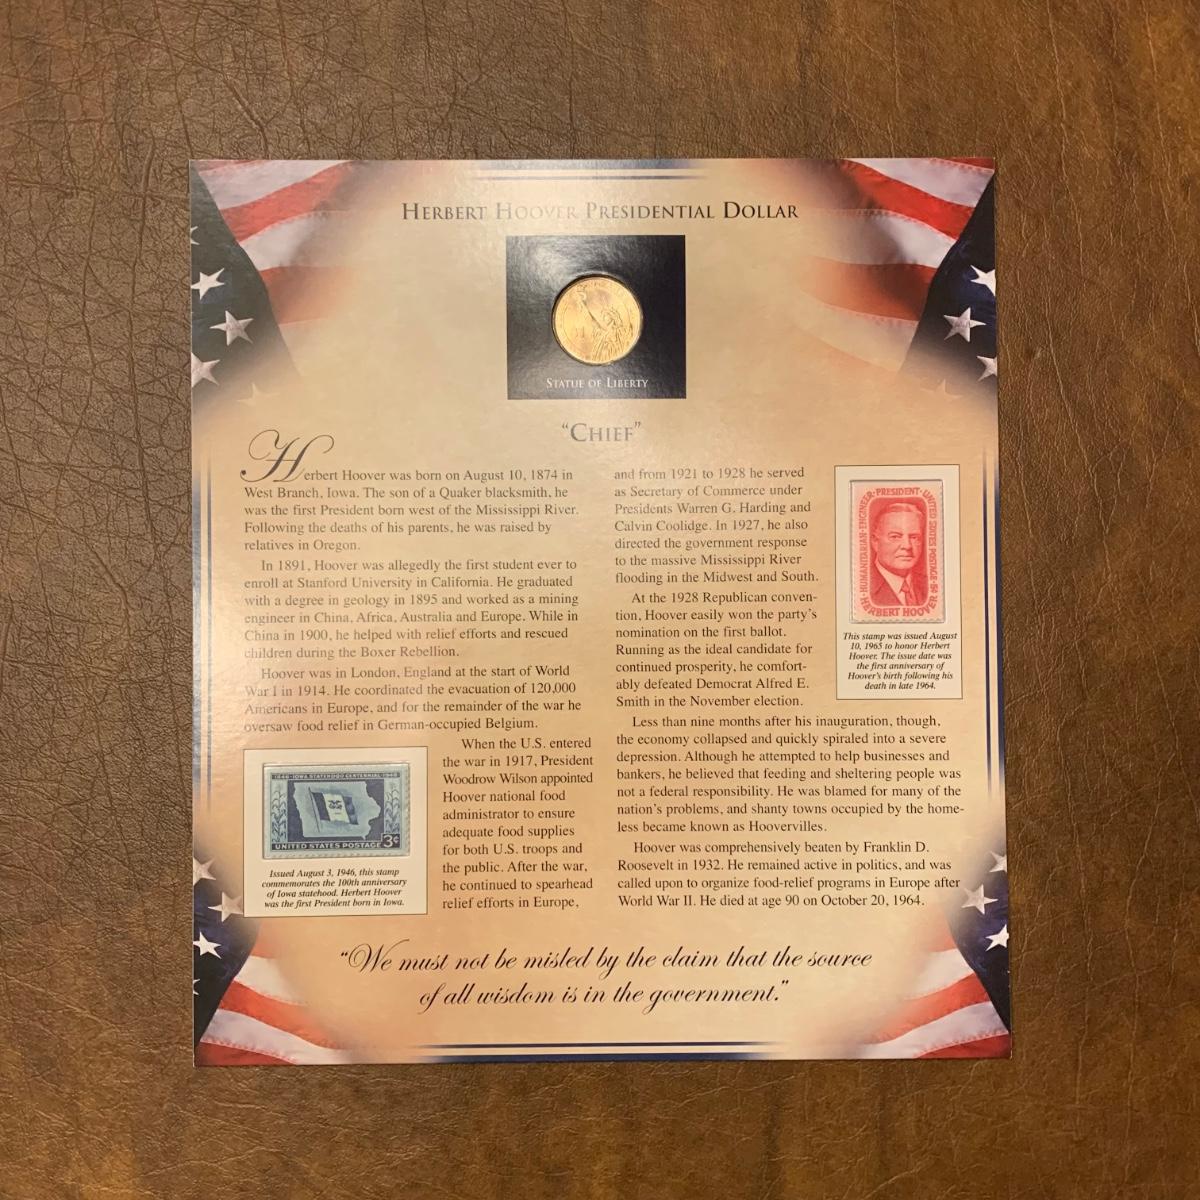 HERBERT HOOVER PRESIDENTIAL DOLLAR
STATUE OF LIBERTY
"CHIEF"
Herbert Hoover was born on August 10, 1874 in
West Branch, Iowa. The son of a Quaker blacksmith, he
was the first President born west of the Mississippi River.
Following the deaths of his parents, he was raised by
relatives in Oregon.
In 1891, Hoover was allegedly the first student ever to
enroll at Stanford University in California. He graduated
with a degree in geology in 1895 and worked as a mining
engineer in China, Africa, Australia and Europe. While in
China in 1900, he helped with relief efforts and rescued
children during the Boxer Rebellion.
Hoover was in London, England at the start of World
War I in 1914. He coordinated the evacuation of 120,000
Americans in Europe, and for the remainder of the war he
oversaw food relief in German-occupied Belgium.
When the U.S. entered
the war in 1917, President
Woodrow Wilson appointed
Hoover national food
administrator to ensure
adequate food supplies
for both U.S. troops and
the public. After the war,
he continued to spearhead
relief efforts in Europe,
1846-IOWA STATEHOOD CENTENNIAL-1946
UNITED STATES POSTAGE 3¢
Issued August 3, 1946, this stamp
commemorates the 100th anniversary
of Iowa statehood. Herbert Hoover
was the first President born in Iowa.
and from 1921 to 1928 he served
as Secretary of Commerce under
Presidents Warren G. Harding and
Calvin Coolidge. In 1927, he also
directed the government response
to the massive Mississippi River
flooding in the Midwest and South.
At the 1928 Republican conven-
tion, Hoover easily won the party's
nomination on the first ballot.
Running as the ideal candidate for
continued prosperity, he comfort-
ably defeated Democrat Alfred E.
Smith in the November election.
Less than nine months after his inauguration, though,
the economy collapsed and quickly spiraled into a severe
depression. Although he attempted to help businesses and
bankers, he believed that feeding and sheltering people was
not a federal responsibility. He was blamed for many of the
nation's problems, and shanty towns occupied by the home-
less became known as Hoovervilles.
Hoover was comprehensively beaten by Franklin D.
Roosevelt in 1932. He remained active in politics, and was
called upon to organize food-relief programs in Europe after
World War II. He died at age 90 on October 20, 1964.
HUMANITARIAN·ENGINEER·PRESIDENT·UNITED STATES POSTAGE·5¢
HERBERT HOOVER
This stamp was issued August
10, 1965 to honor Herbert
Hoover. The issue date was
the first anniversary of
Hoover's birth following his
death in late 1964.
"We must not be misled by the claim that the source
of all wisdom is in the government."